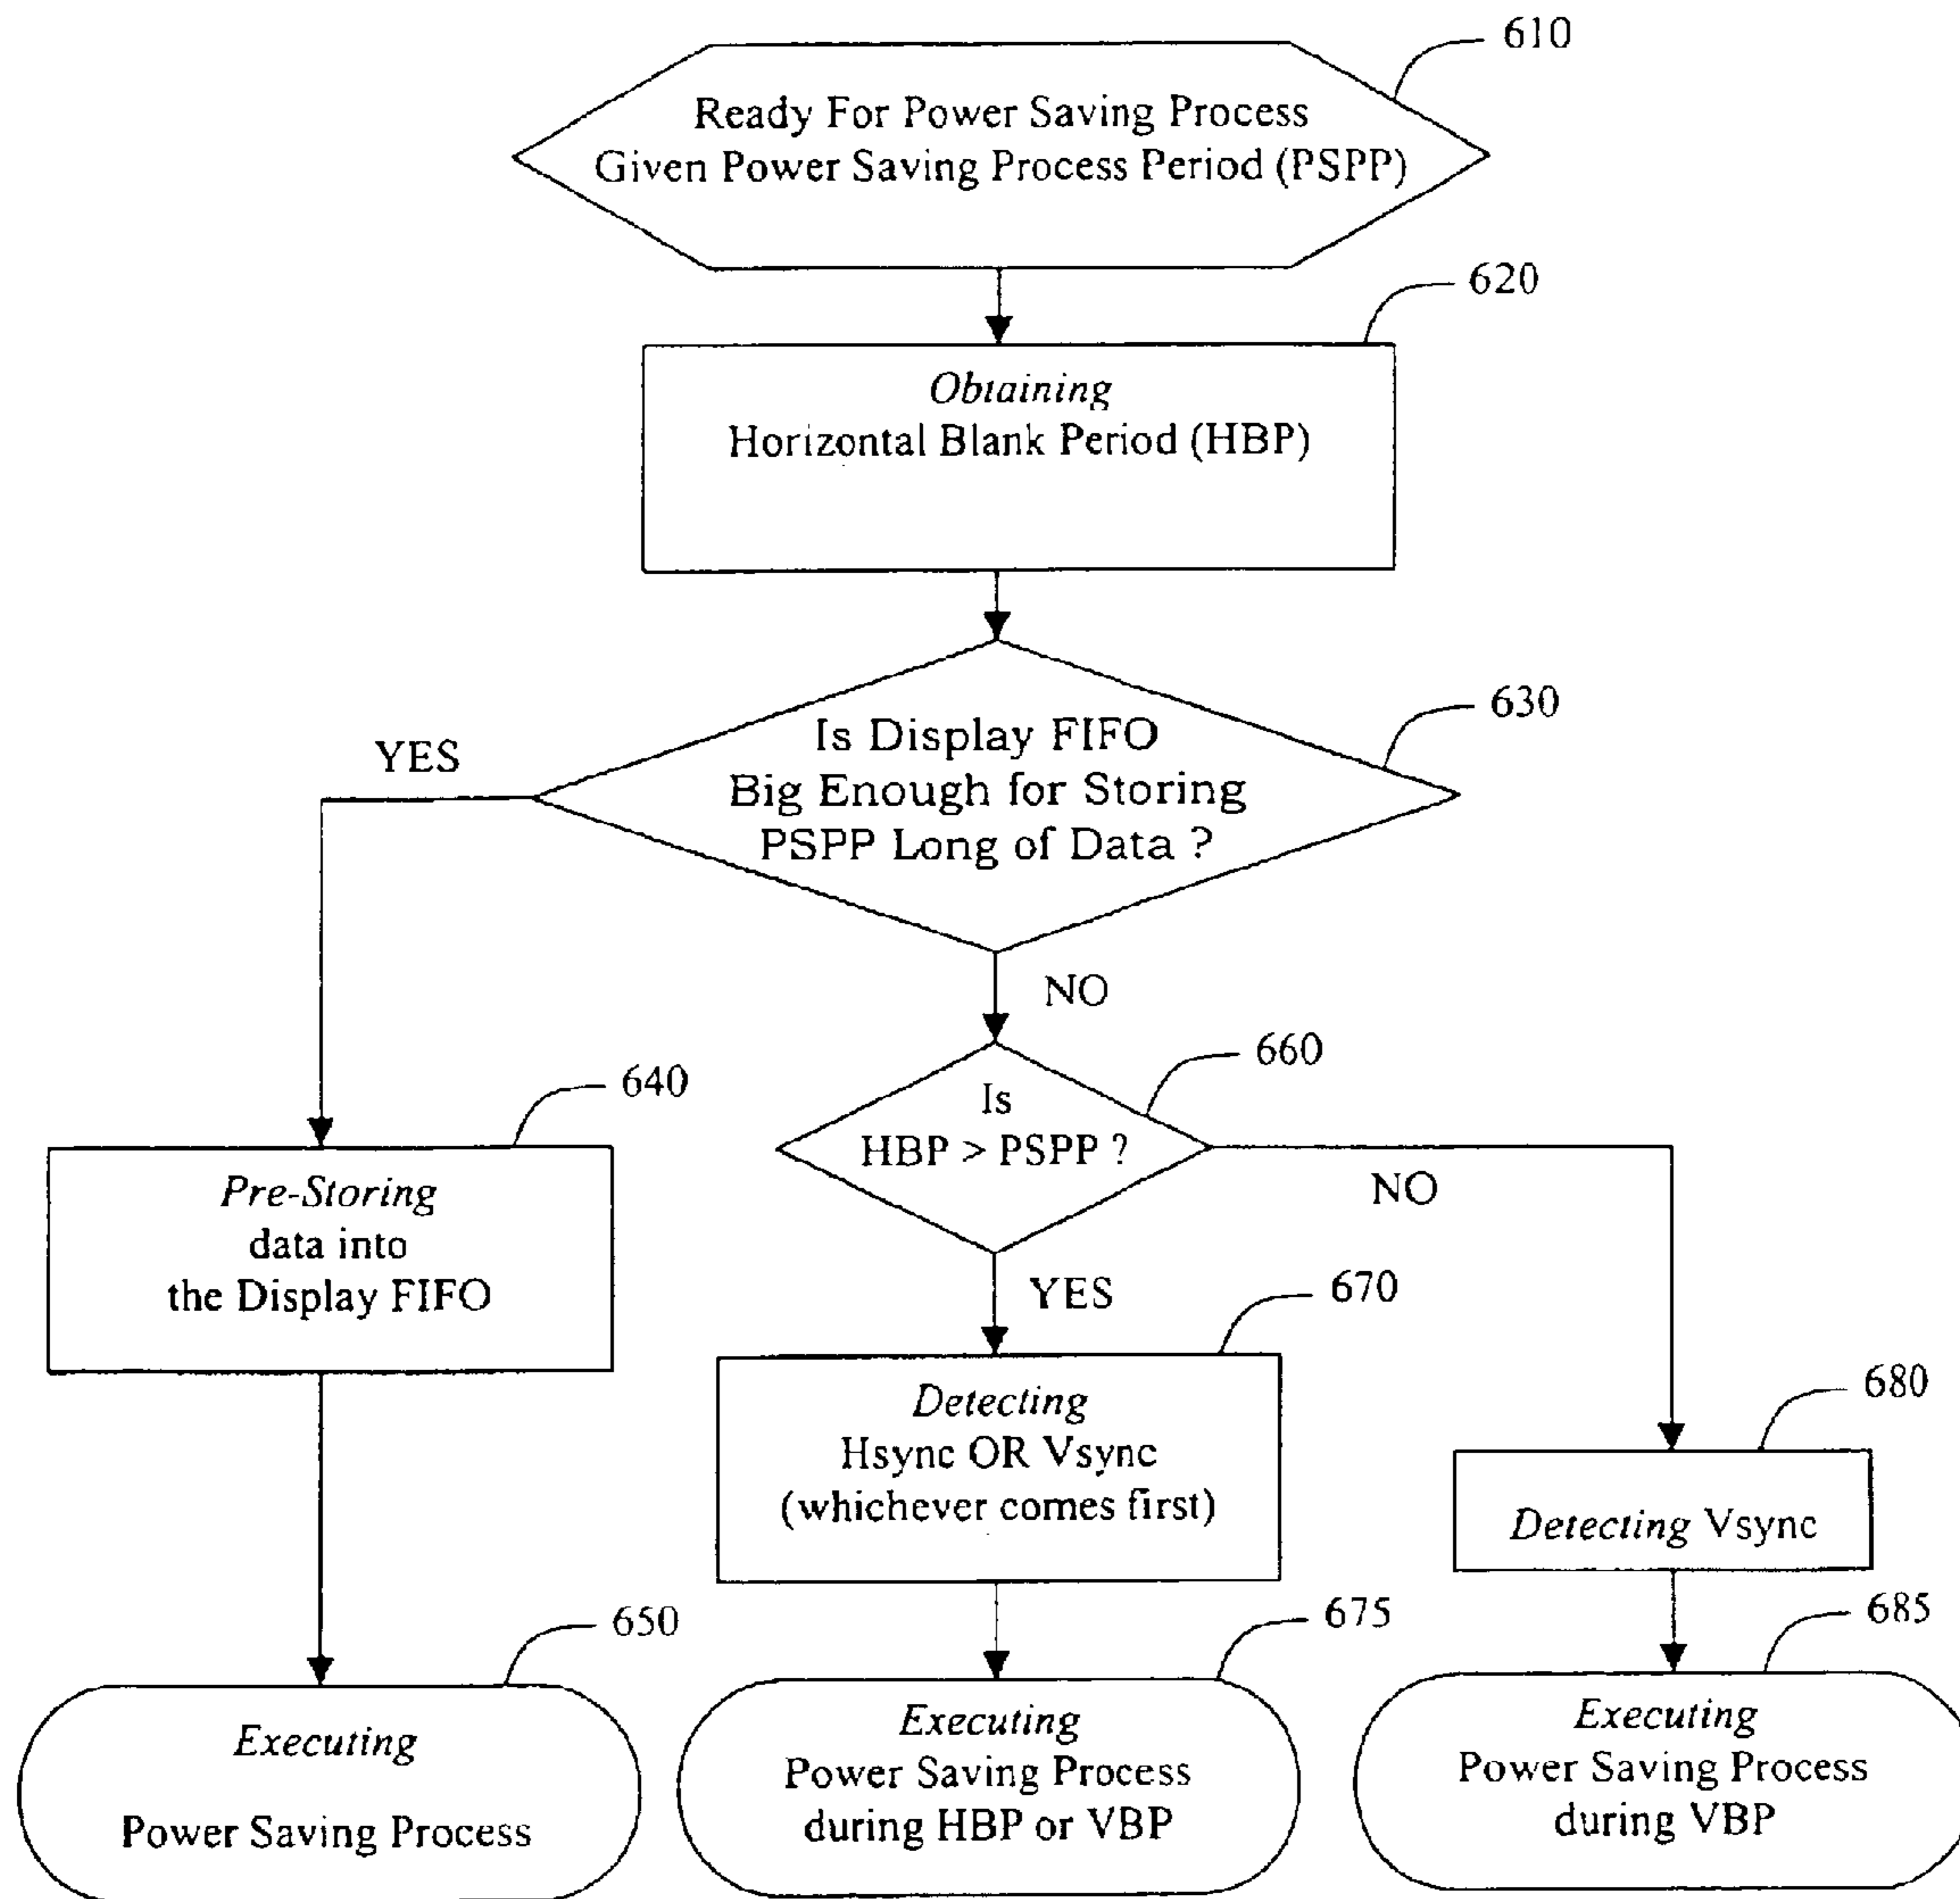 610
Ready For Power Saving Process
Given Power Saving Process Period (PSPP)
620
Obtaining
Horizontal Blank Period (HBP)
630
Is Display FIFO
Big Enough for Storing
PSPP Long of Data ?
YES
NO
660
Is
HBP > PSPP ?
NO
YES
640
Pre-Storing
data into
the Display FIFO
670
Detecting
Hsync OR Vsync
(whichever comes first)
680
Detecting Vsync
650
Executing
Power Saving Process
675
Executing
Power Saving Process
during HBP or VBP
685
Executing
Power Saving Process
during VBP